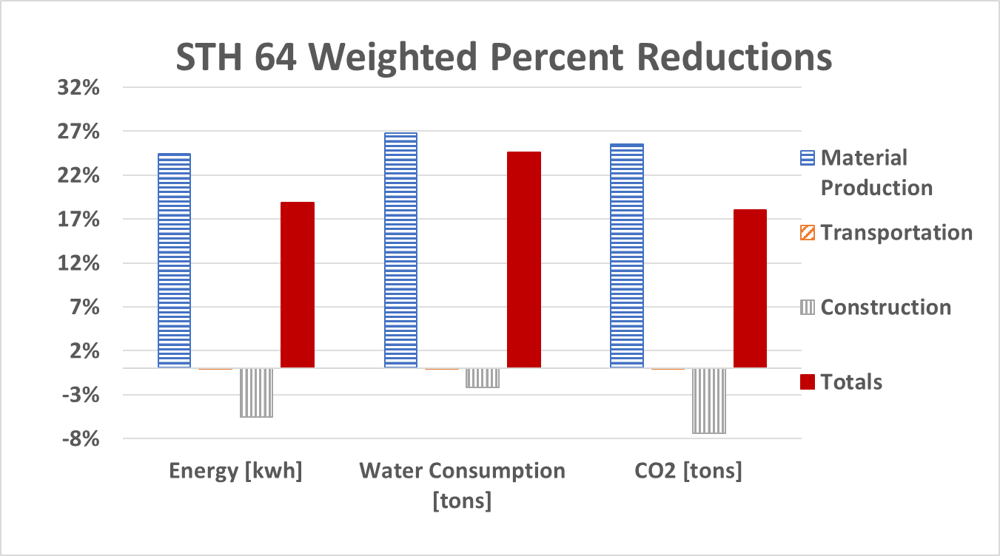 STH 64 Weighted Percent Reductions
32%
27%
22%
17%
12%
7%
2%
-3%
-8%
Energy [kwh]
Water Consumption
[tons]
CO2 [tons]
Material
Production
Transportation
Construction
Totals